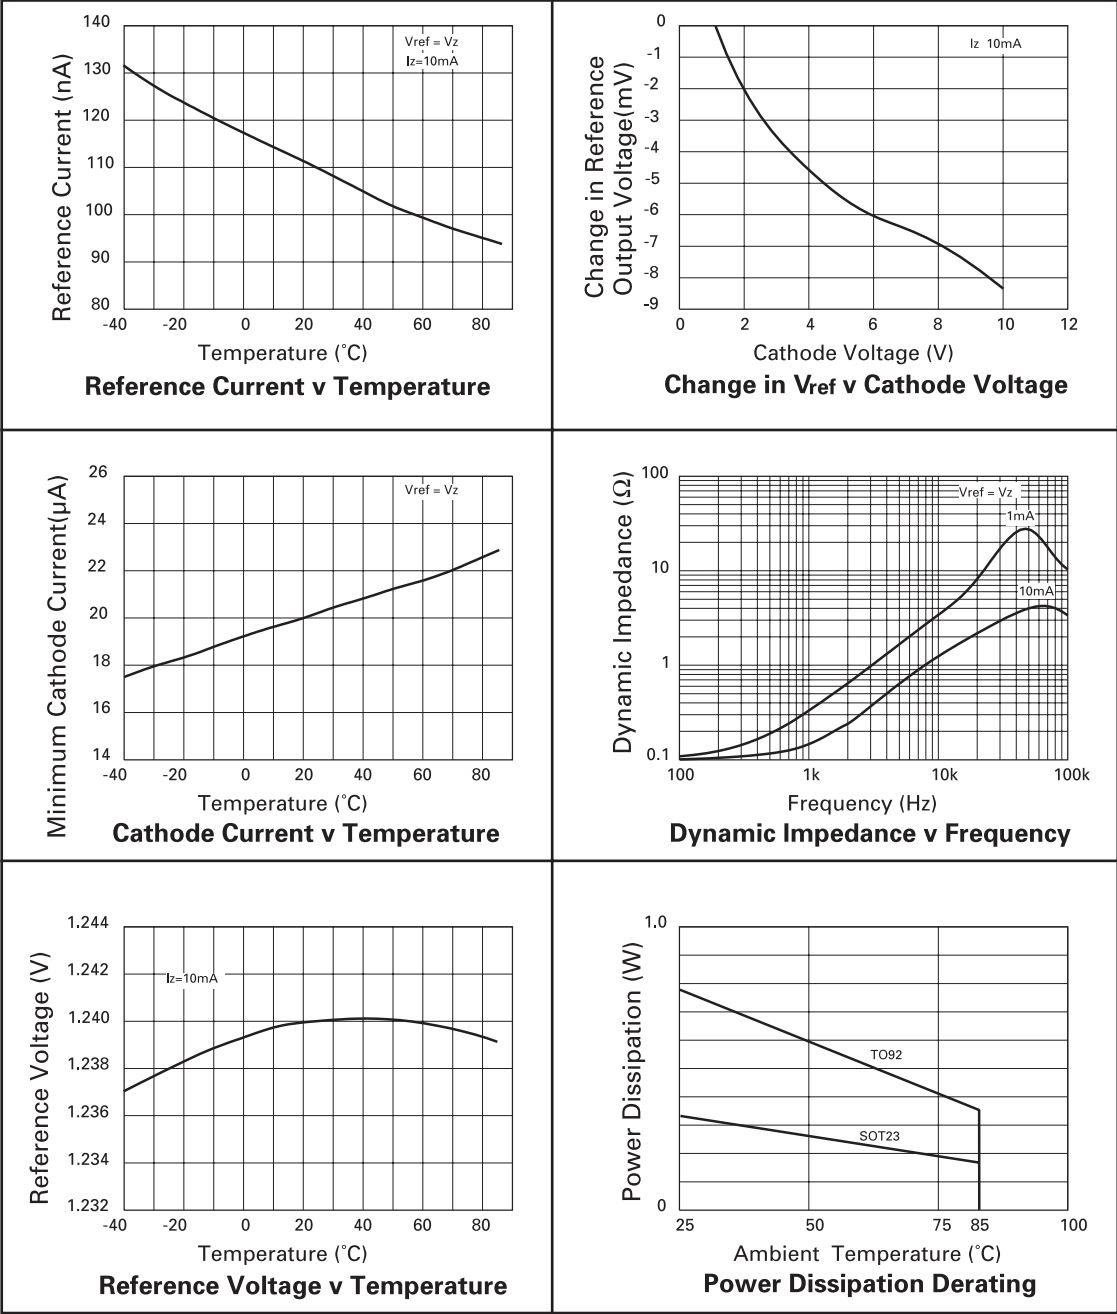 140
130
120
110
100
90
80
Reference Current (nA)
Vref = Vz
Iz=10mA
-40 -20 0 20 40 60 80
Temperature (˚C)
Reference Current v Temperature
0
-1
-2
-3
-4
-5
-6
-7
-8
-9
Change in Reference
Output Voltage(mV)
Iz 10mA
0 2 4 6 8 10 12
Cathode Voltage (V)
Change in Vref v Cathode Voltage
26
24
22
20
18
16
14
Minimum Cathode Current(µA)
Vref = Vz
-40 -20 0 20 40 60 80
Temperature (˚C)
Cathode Current v Temperature
100
10
1
0.1
Dynamic Impedance (Ω)
Vref = Vz
1mA
10mA
100 1k 10k 100k
Frequency (Hz)
Dynamic Impedance v Frequency
1.244
1.242
1.240
1.238
1.236
1.234
1.232
Reference Voltage (V)
Iz=10mA
-40 -20 0 20 40 60 80
Temperature (˚C)
Reference Voltage v Temperature
1.0
0
Power Dissipation (W)
TO92
SOT23
25 50 75 85 100
Ambient Temperature (˚C)
Power Dissipation Derating